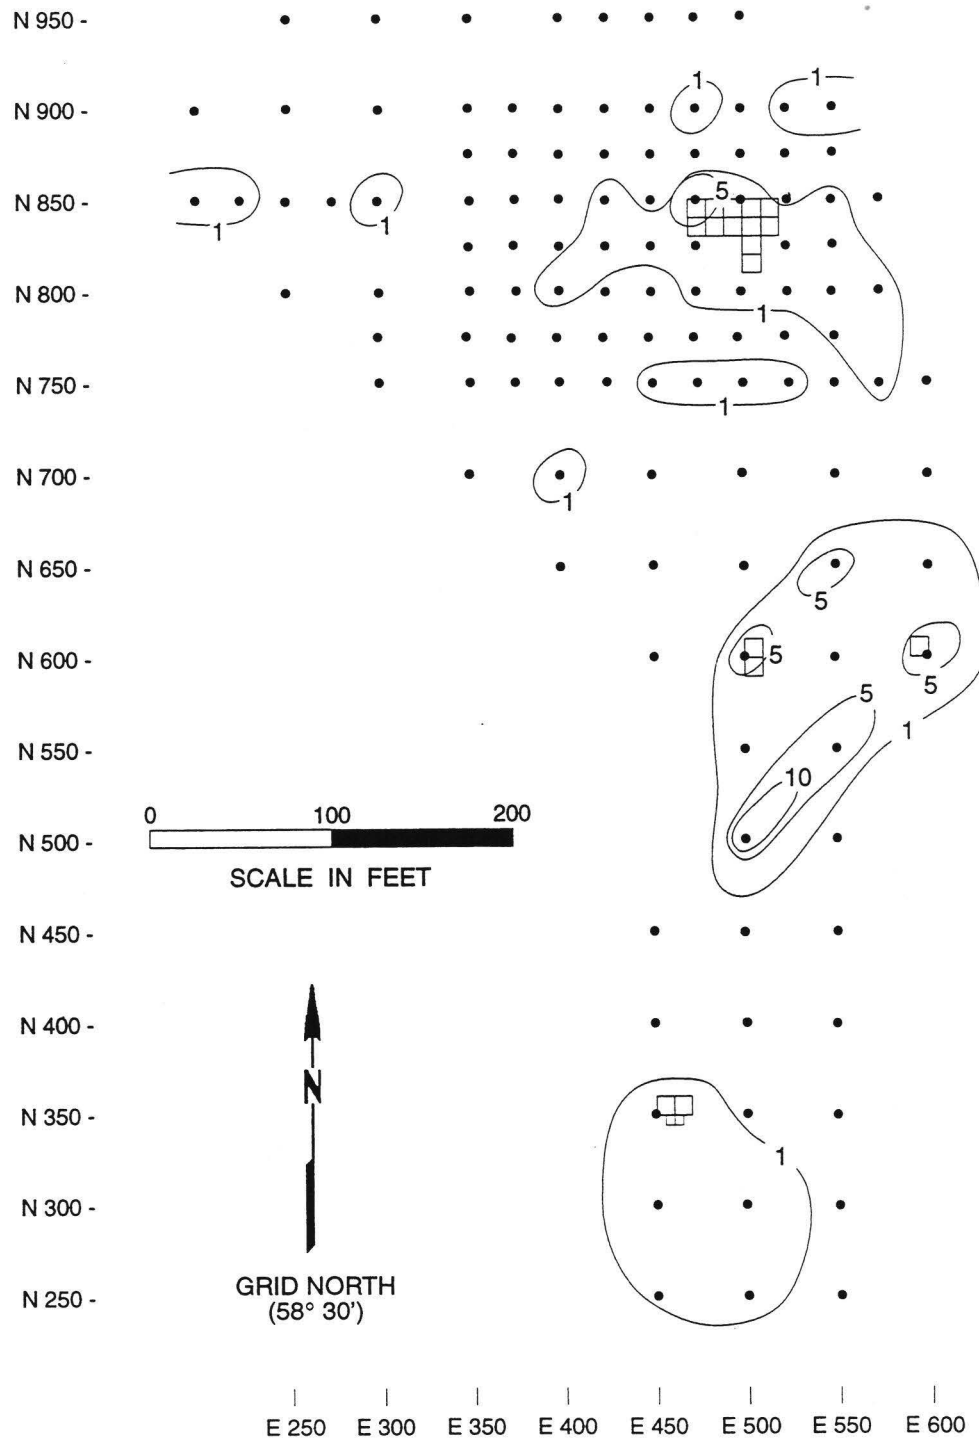 N 950 -
1
1
N 900 -
5
N 850 -
1
1
N 800 -
1
N 750 -
1
N 700 -
1
N 650 -
5
N 600 -
5
5
5
1
N 550 -
10
0 100 200
N 500 -
SCALE IN FEET
N 450 -
N 400 -
N
N 350 -
1
N 300 -
GRID NORTH
(58° 30')
N 250 -
E 250 E 300 E 350 E 400 E 450 E 500 E 550 E 600